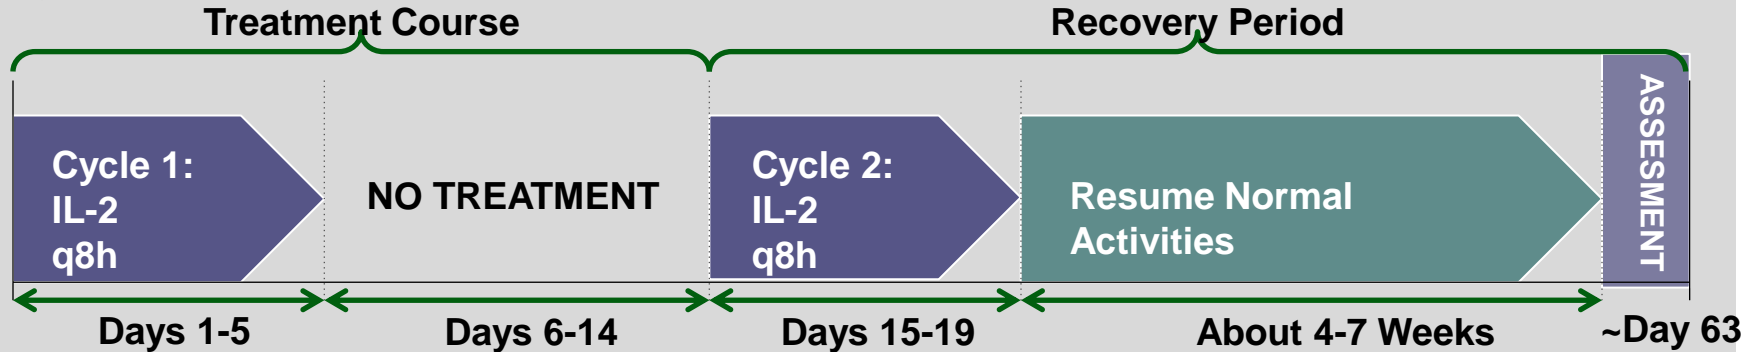 Treatment Course
Recovery Period
Cycle 1:
IL-2
q8h
NO TREATMENT
Cycle 2:
IL-2
q8h
Resume Normal
Activities
ASSESMENT
Days 1-5
Days 6-14
Days 15-19
About 4-7 Weeks
~Day 63